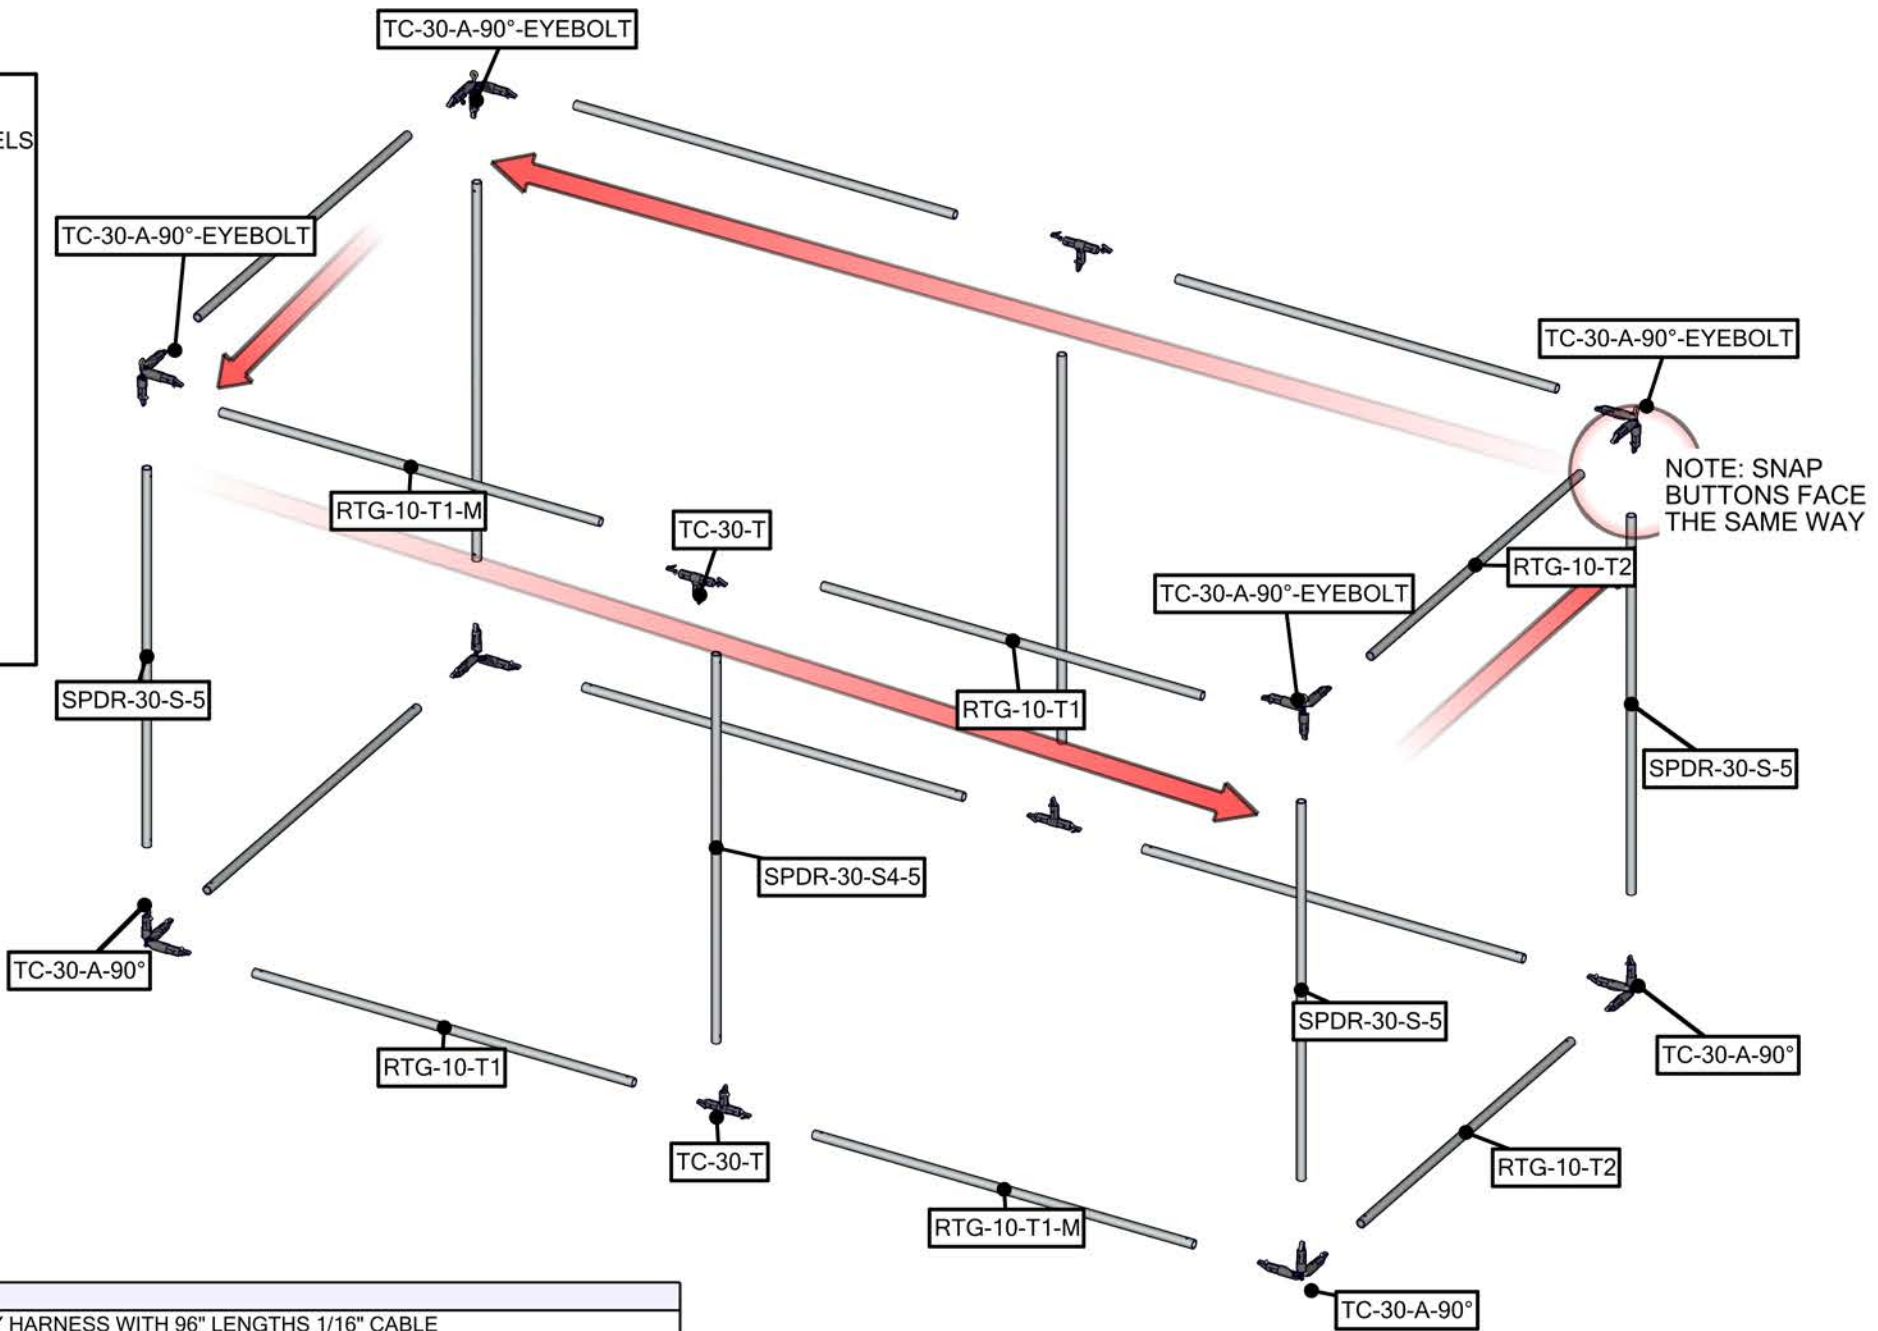 TC-30-A-90°-EYEBOLT
ELS
TC-30-A-90°-EYEBOLT
TC-30-A-90°-EYEBOLT
NOTE: SNAP
BUTTONS FACE
THE SAME WAY
RTG-10-T1-M
TC-30-T
RTG-10-T2
TC-30-A-90°-EYEBOLT
SPDR-30-S-5
RTG-10-T1
SPDR-30-S-5
SPDR-30-S4-5
TC-30-A-90°
SPDR-30-S-5
TC-30-A-90°
RTG-10-T1
TC-30-T
RTG-10-T2
RTG-10-T1-M
TC-30-A-90°
HARNESS WITH 96" LENGTHS 1/16" CABLE